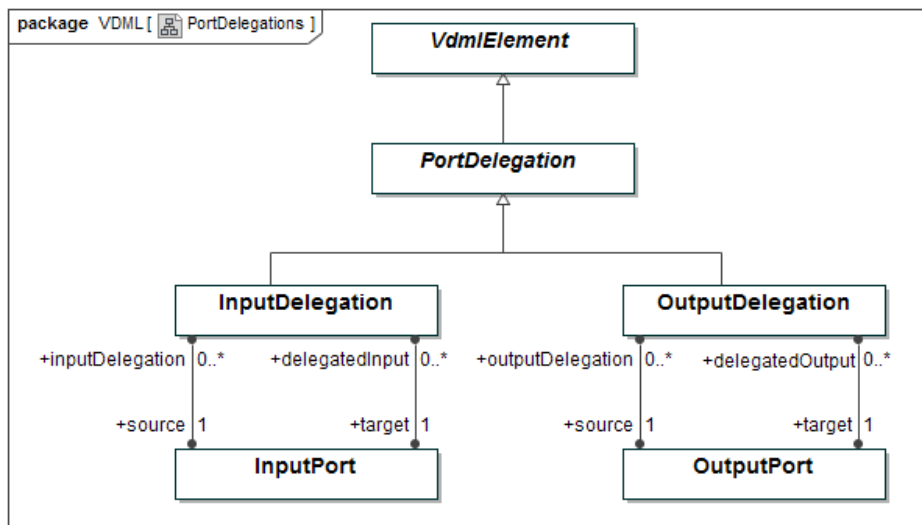 package VDML [ PortDelegations ]
VdmlElement
PortDelegation
InputDelegation OutputDelegation
+inputDelegation 0..* +delegatedInput 0..* +outputDelegation 0..* +delegatedOutput 0..*
+source 1 +target 1 +source 1 +target 1
InputPort OutputPort